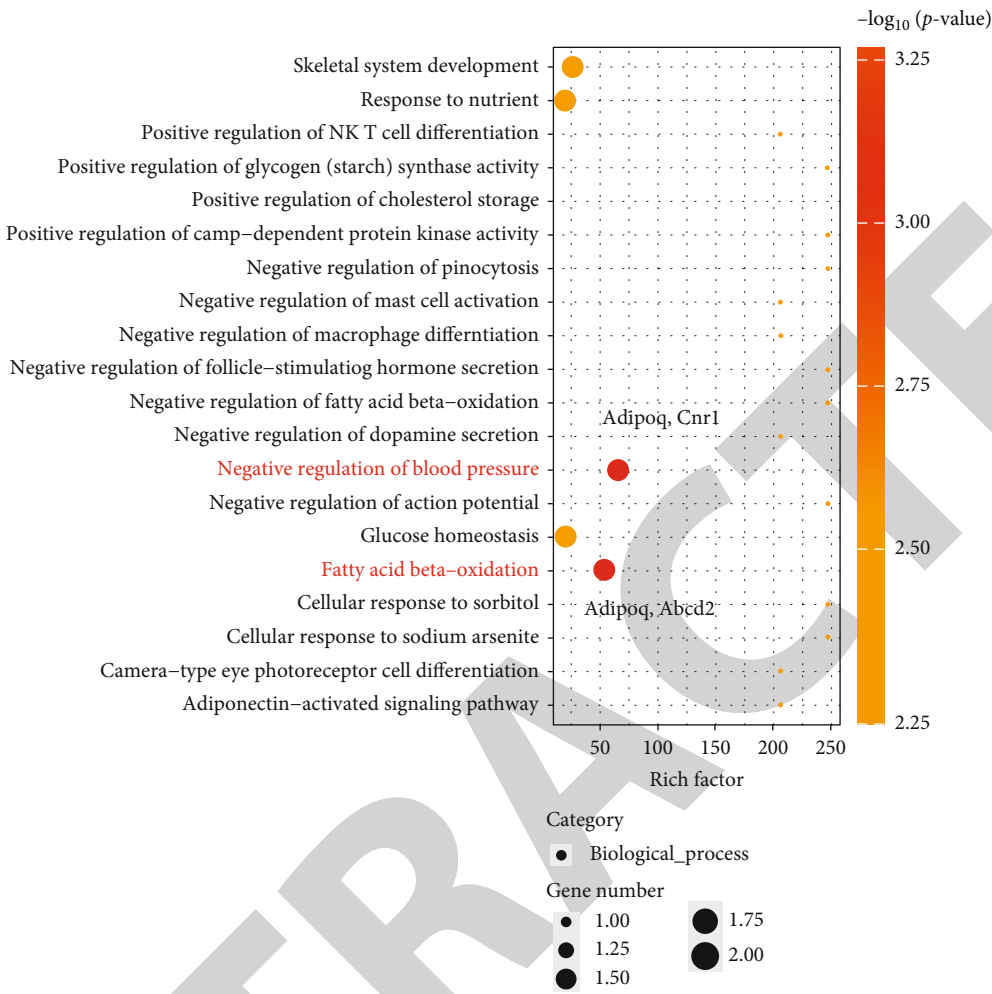 −log10 (p-value)
Skeletal system development
Response to nutrient
Positive regulation of NK T cell differentiation
Positive regulation of glycogen (starch) synthase activity
Positive regulation of cholesterol storage
Positive regulation of camp−dependent protein kinase activity
Negative regulation of pinocytosis
Negative regulation of mast cell activation
Negative regulation of macrophage differntiation
Negative regulation of follicle−stimulatiog hormone secretion
Negative regulation of fatty acid beta−oxidation
Negative regulation of dopamine secretion
Negative regulation of blood pressure
Negative regulation of action potential
Glucose homeostasis
Fatty acid beta−oxidation
Cellular response to sorbitol
Cellular response to sodium arsenite
Camera−type eye photoreceptor cell differentiation
Adiponectin−activated signaling pathway
Adipoq, Cnr1
Adipoq, Abcd2
3.25
3.00
2.75
2.50
2.25
50 100 150 200 250
Rich factor
Category
Biological_process
Gene number
1.00
1.25
1.50
1.75
2.00
TRACTE